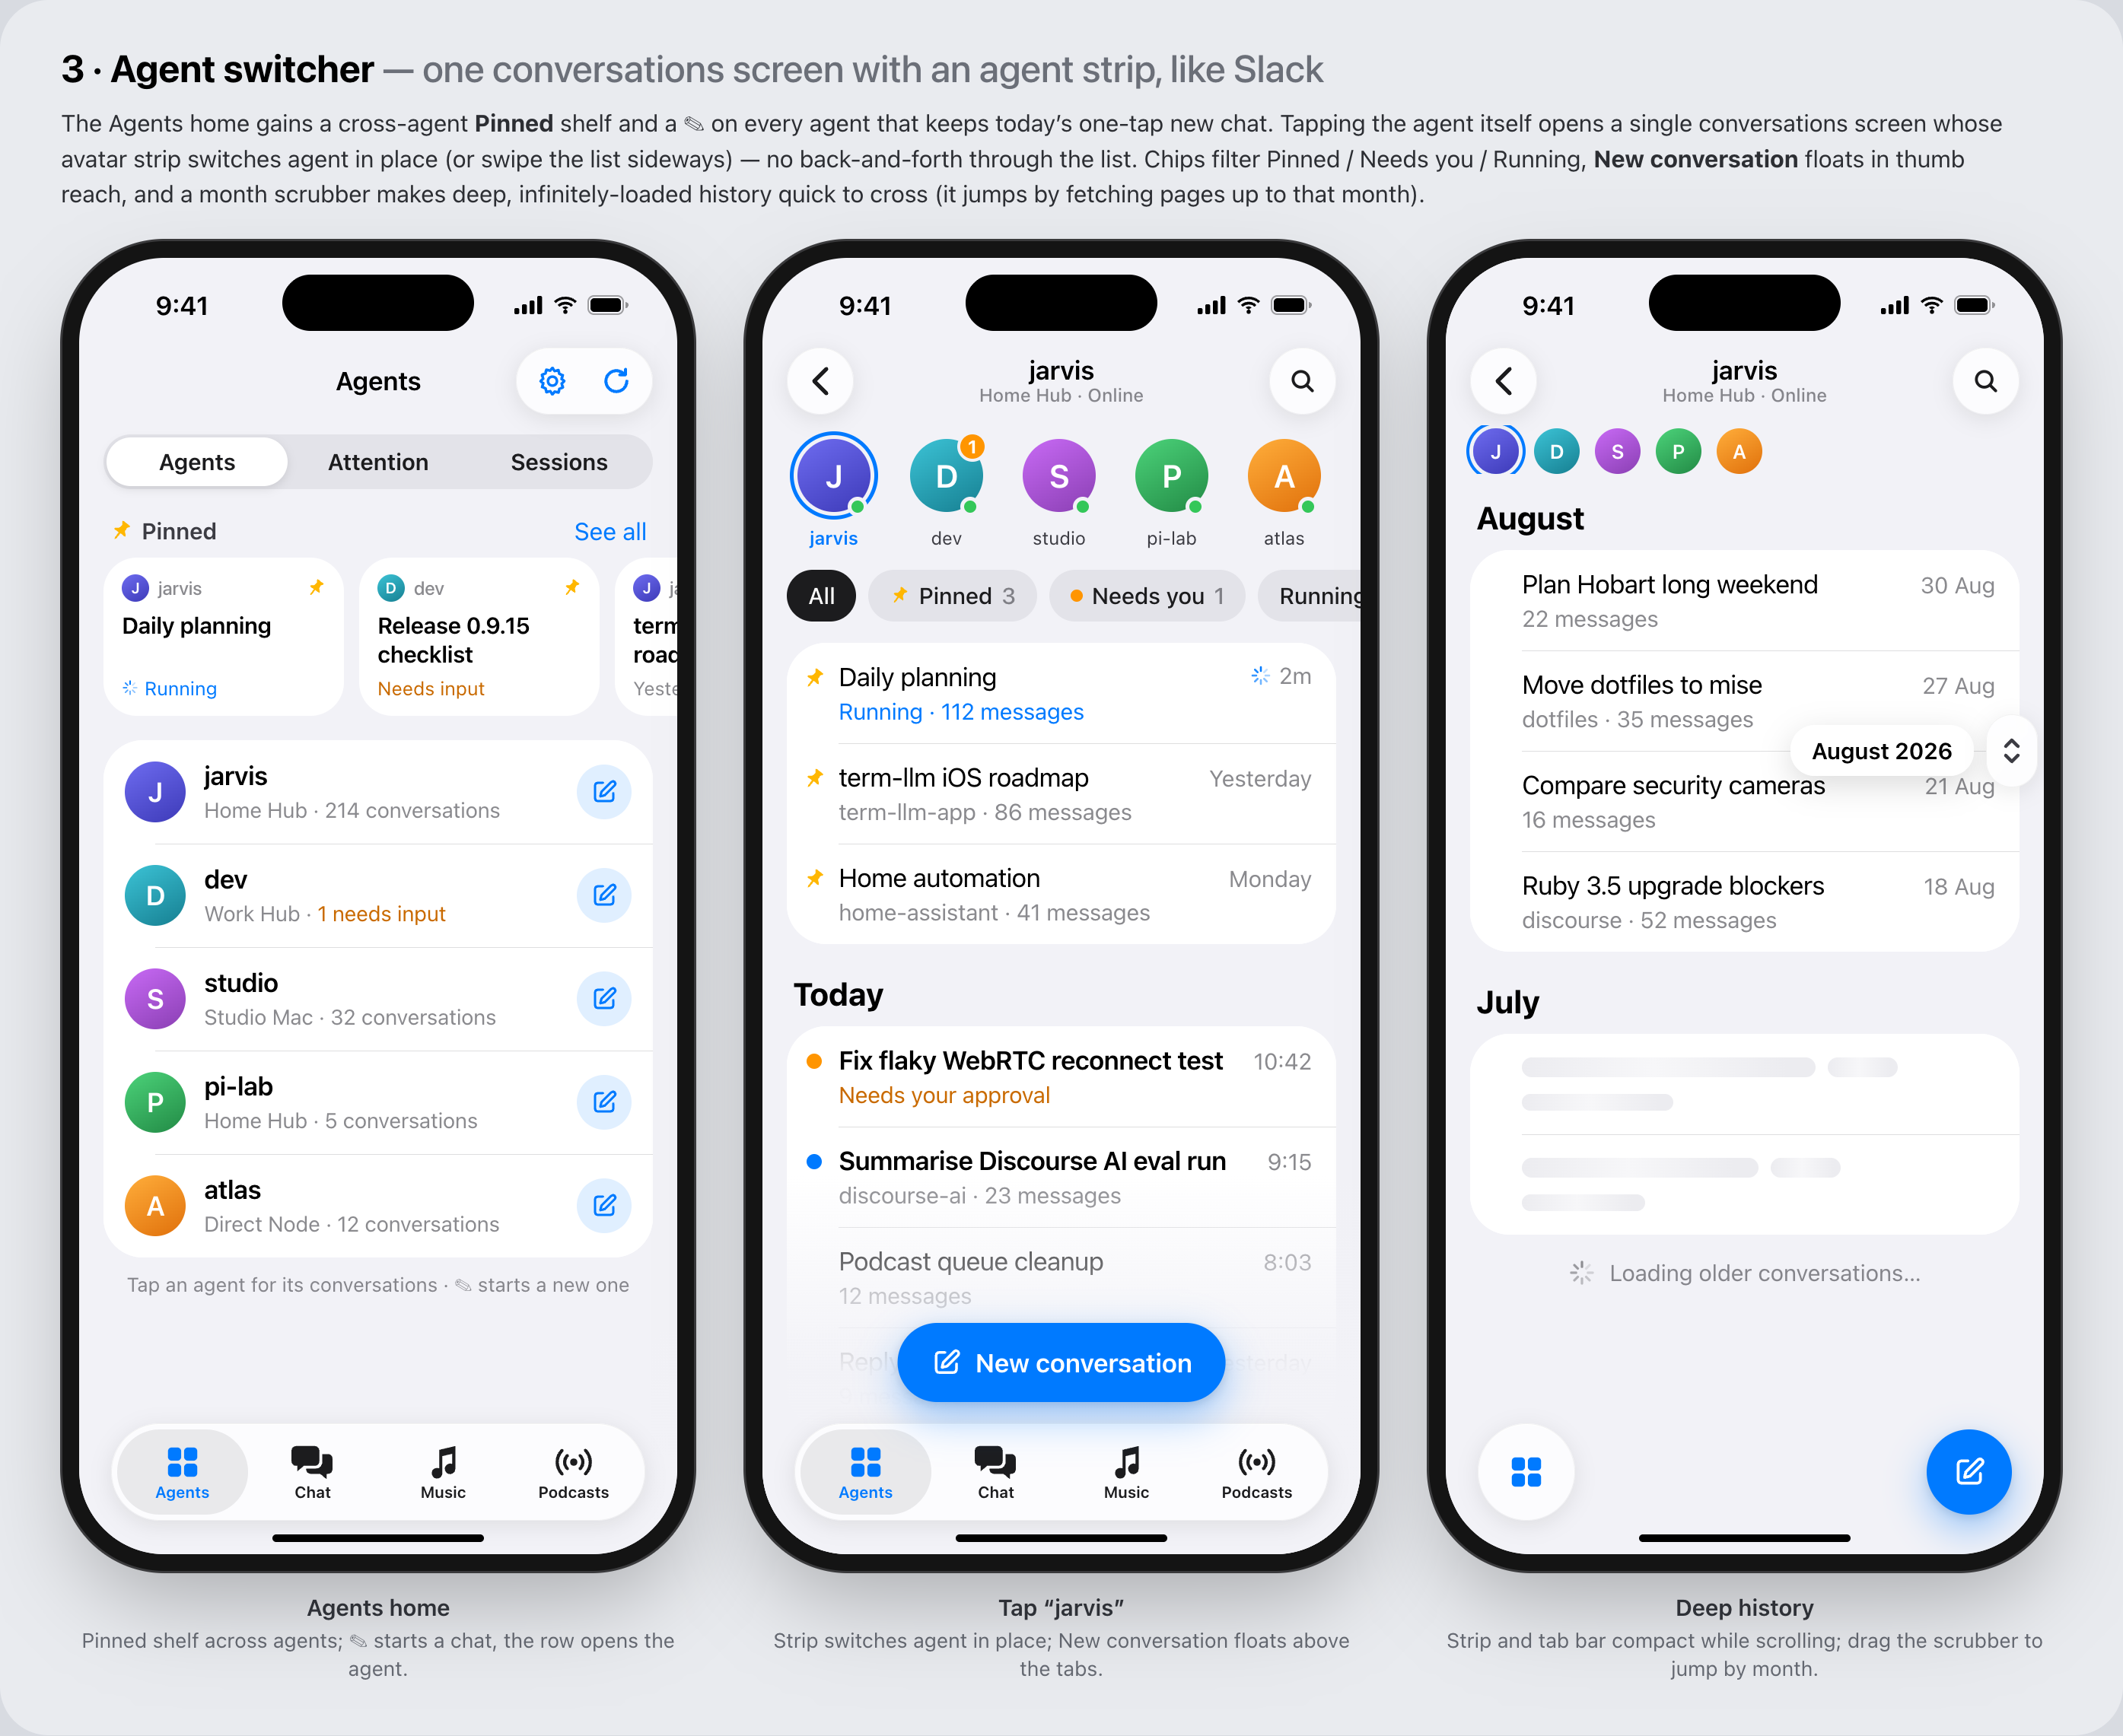 3 · Agent switcher — one conversations screen with an agent strip, like Slack
The Agents home gains a cross-agent Pinned shelf and a ✎ on every agent that keeps today’s one-tap new chat. Tapping the agent itself opens a single conversations screen whose
avatar strip switches agent in place (or swipe the list sideways) — no back-and-forth through the list. Chips filter Pinned / Needs you / Running, New conversation floats in thumb
reach, and a month scrubber makes deep, infinitely-loaded history quick to cross (it jumps by fetching pages up to that month).
9:41
Agents
Agents Attention Sessions
Pinned See all
J jarvis
Daily planning
Running
D dev
Release 0.9.15
checklist
Needs input
J ja
term
road
Yeste
J jarvis
Home Hub · 214 conversations
D dev
Work Hub · 1 needs input
S studio
Studio Mac · 32 conversations
P pi-lab
Home Hub · 5 conversations
A atlas
Direct Node · 12 conversations
Tap an agent for its conversations · ✎ starts a new one
Agents Chat Music Podcasts
Agents home
Pinned shelf across agents; ✎ starts a chat, the row opens the
agent.
9:41
jarvis
Home Hub · Online
J D 1 S P A
jarvis dev studio pi-lab atlas
All Pinned 3 Needs you 1 Running
Daily planning 2m
Running · 112 messages
term-llm iOS roadmap Yesterday
term-llm-app · 86 messages
Home automation Monday
home-assistant · 41 messages
Today
Fix flaky WebRTC reconnect test 10:42
Needs your approval
Summarise Discourse AI eval run 9:15
discourse-ai · 23 messages
Podcast queue cleanup 8:03
12 messages
Reply sterday
New conversation
Agents Chat Music Podcasts
Tap “jarvis”
Strip switches agent in place; New conversation floats above
the tabs.
9:41
jarvis
Home Hub · Online
J D S P A
August
Plan Hobart long weekend 30 Aug
22 messages
Move dotfiles to mise 27 Aug
dotfiles · 35 messages
August 2026
Compare security cameras 21 Aug
16 messages
Ruby 3.5 upgrade blockers 18 Aug
discourse · 52 messages
July
Loading older conversations…
Deep history
Strip and tab bar compact while scrolling; drag the scrubber to
jump by month.